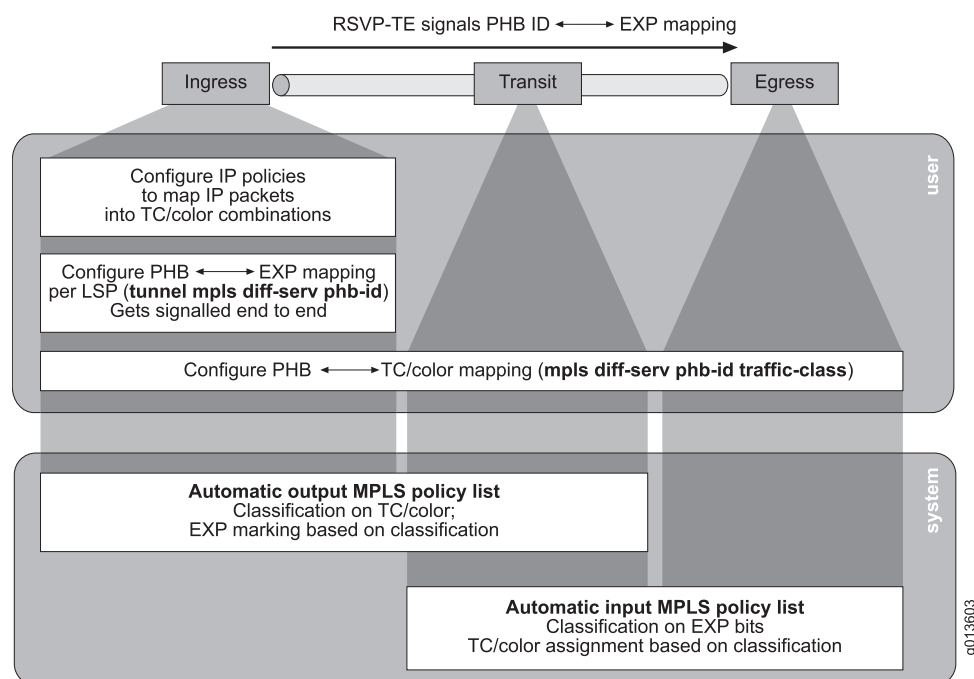 RSVP-TE signals PHB ID ⟷ EXP mapping
Ingress
Transit
Egress
user
Configure IP policies
to map IP packets
into TC/color combinations
Configure PHB ⟷ EXP mapping
per LSP (tunnel mpls diff-serv phb-id)
Gets signalled end to end
Configure PHB ⟷ TC/color mapping (mpls diff-serv phb-id traffic-class)
system
Automatic output MPLS policy list
Classification on TC/color;
EXP marking based on classification
Automatic input MPLS policy list
Classification on EXP bits
TC/color assignment based on classification
g013603